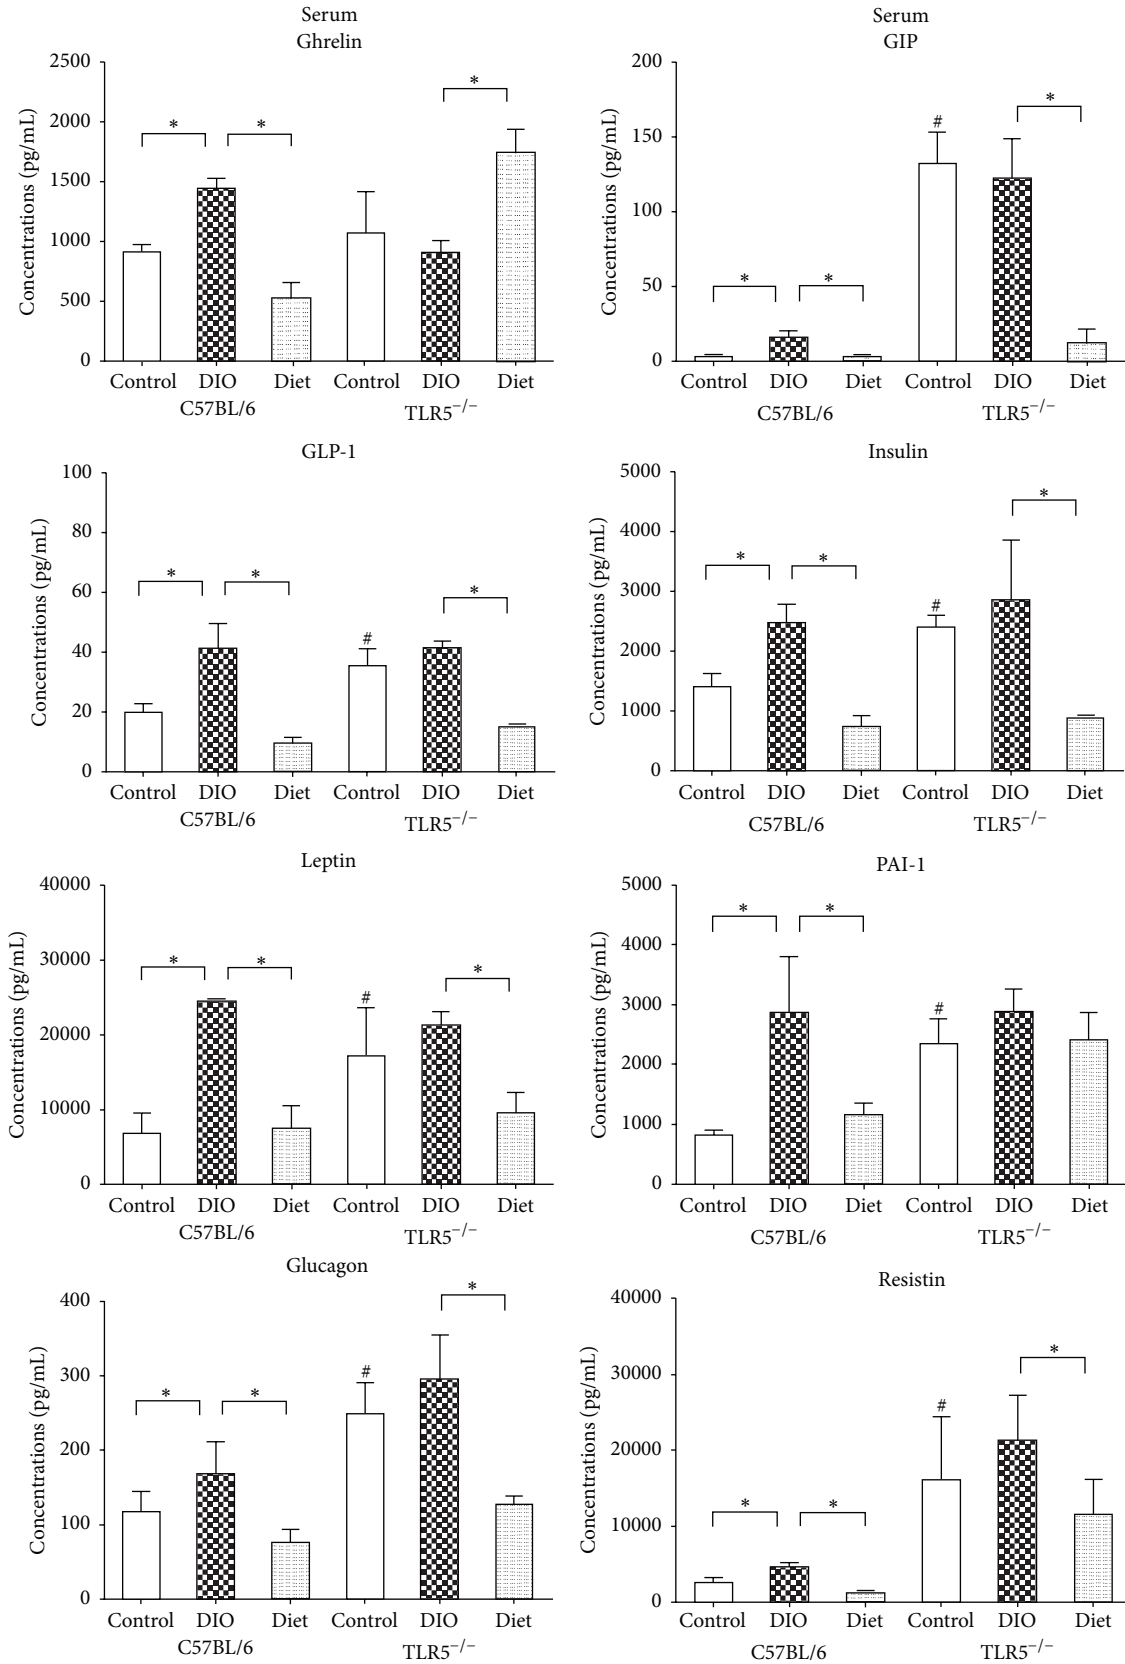 Serum
Ghrelin
Concentrations (pg/mL)
2500
2000
1500
1000
500
0
*
*
*
Control DIO Diet Control DIO Diet
C57BL/6 TLR5−/−
Serum
GIP
Concentrations (pg/mL)
200
150
100
50
0
*
*
#
*
Control DIO Diet Control DIO Diet
C57BL/6 TLR5−/−
GLP-1
Concentrations (pg/mL)
100
80
60
40
20
0
*
*
#
*
Control DIO Diet Control DIO Diet
C57BL/6 TLR5−/−
Insulin
Concentrations (pg/mL)
5000
4000
3000
2000
1000
0
*
*
#
*
Control DIO Diet Control DIO Diet
C57BL/6 TLR5−/−
Leptin
Concentrations (pg/mL)
40000
30000
20000
10000
0
*
*
#
*
Control DIO Diet Control DIO Diet
C57BL/6 TLR5−/−
PAI-1
Concentrations (pg/mL)
5000
4000
3000
2000
1000
0
*
*
#
Control DIO Diet Control DIO Diet
C57BL/6 TLR5−/−
Glucagon
Concentrations (pg/mL)
400
300
200
100
0
*
*
#
*
Control DIO Diet Control DIO Diet
C57BL/6 TLR5−/−
Resistin
Concentrations (pg/mL)
40000
30000
20000
10000
0
*
*
#
*
Control DIO Diet Control DIO Diet
C57BL/6 TLR5−/−